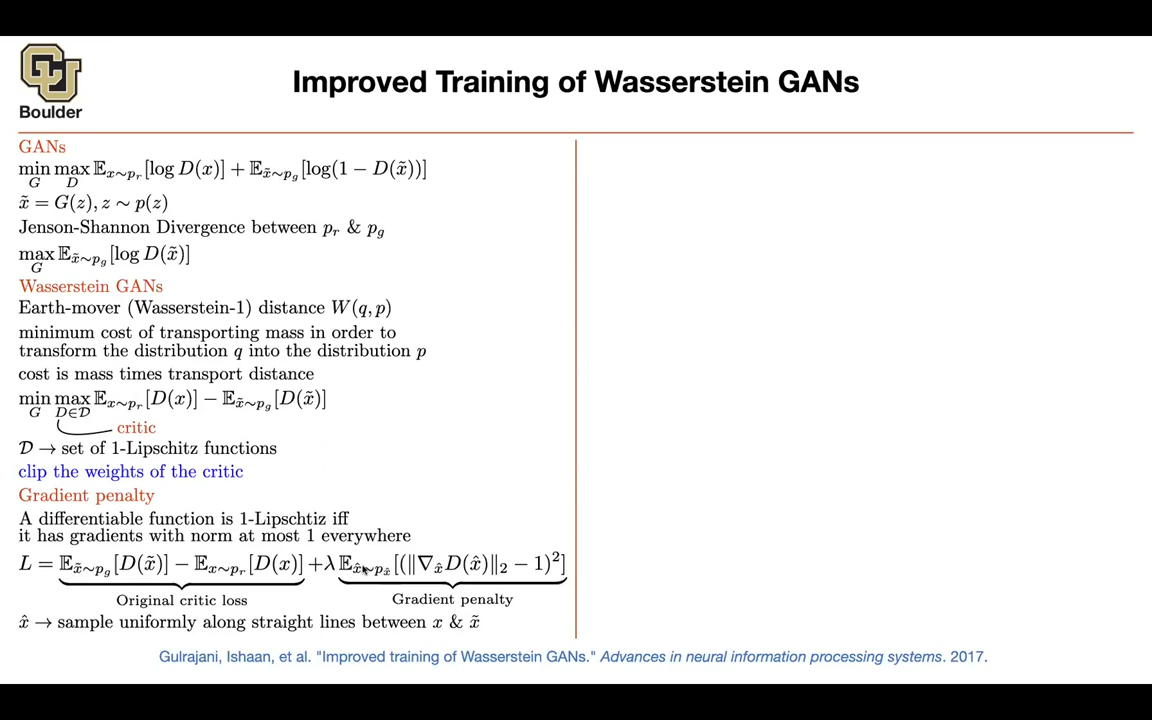 Boulder
Improved Training of Wasserstein GANs
GANs
min_G max_D 𝔼_{x∼p_r}[log D(x)] + 𝔼_{x̃∼p_g}[log(1 − D(x̃))]
x̃ = G(z), z ∼ p(z)
Jenson-Shannon Divergence between p_r & p_g
max_G 𝔼_{x̃∼p_g}[log D(x̃)]
Wasserstein GANs
Earth-mover (Wasserstein-1) distance W(q, p)
minimum cost of transporting mass in order to
transform the distribution q into the distribution p
cost is mass times transport distance
min_G max_{D∈𝒟} 𝔼_{x∼p_r}[D(x)] − 𝔼_{x̃∼p_g}[D(x̃)]
critic
𝒟 → set of 1-Lipschitz functions
clip the weights of the critic
Gradient penalty
A differentiable function is 1-Lipschtiz iff
it has gradients with norm at most 1 everywhere
L = 𝔼_{x̃∼p_g}[D(x̃)] − 𝔼_{x∼p_r}[D(x)] + λ𝔼_{x̂∼p_x̂}[(‖∇_x̂ D(x̂)‖₂ − 1)²]
Original critic loss Gradient penalty
x̂ → sample uniformly along straight lines between x & x̃
Gulrajani, Ishaan, et al. "Improved training of Wasserstein GANs." Advances in neural information processing systems. 2017.